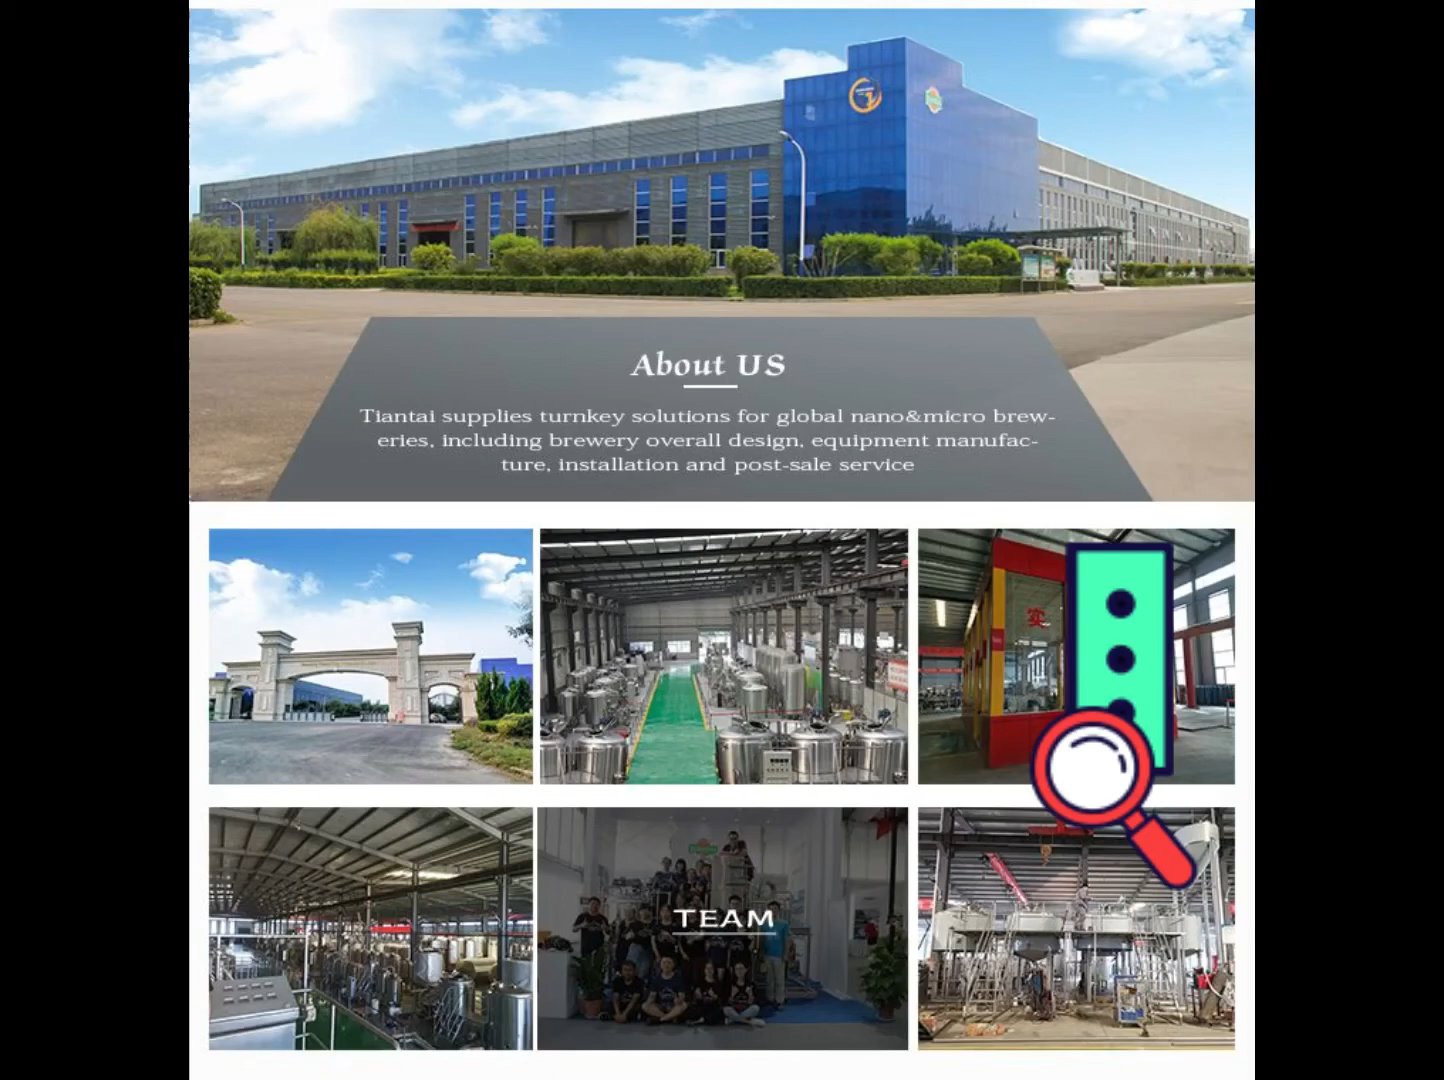 About US
Tiantai supplies turnkey solutions for global nano&micro brew-
eries, including brewery overall design, equipment manufac-
ture, installation and post-sale service
实
TEAM